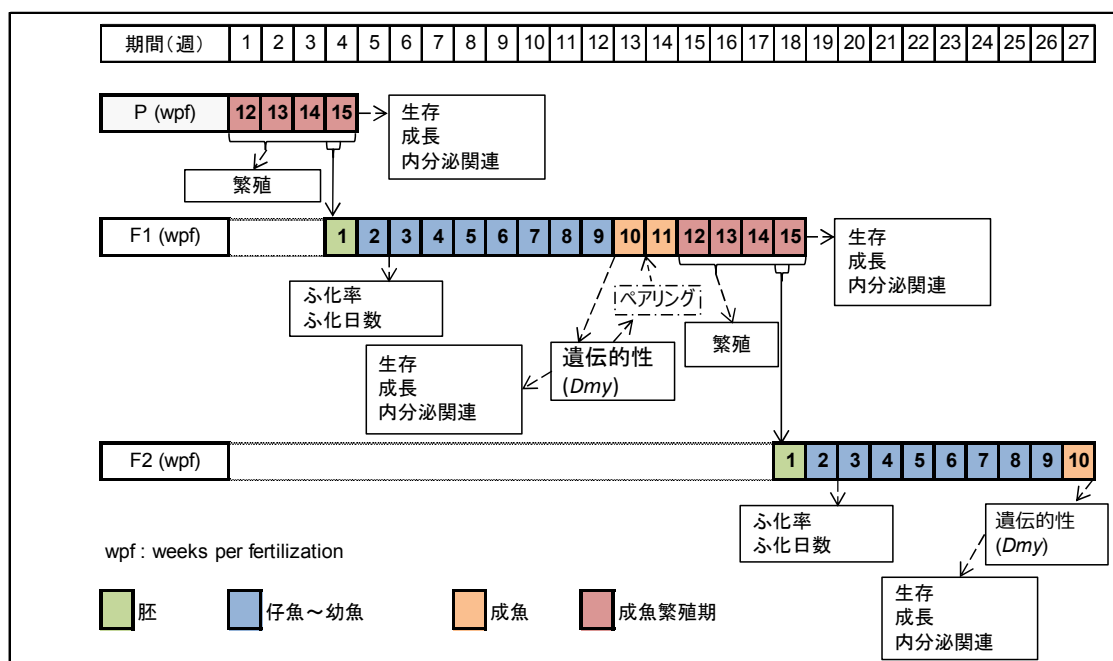 期間(週) 1 2 3 4 5 6 7 8 9 10 11 12 13 14 15 16 17 18 19 20 21 22 23 24 25 26 27
P (wpf) 12 13 14 15
生存
成長
内分泌関連
繁殖
F1 (wpf) 1 2 3 4 5 6 7 8 9 10 11 12 13 14 15
生存
成長
内分泌関連
ふ化率
ふ化日数
ペアリング
繁殖
遺伝的性
(Dmy)
生存
成長
内分泌関連
F2 (wpf) 1 2 3 4 5 6 7 8 9 10
ふ化率
ふ化日数
遺伝的性
(Dmy)
生存
成長
内分泌関連
wpf : weeks per fertilization
胚 仔魚~幼魚 成魚 成魚繁殖期